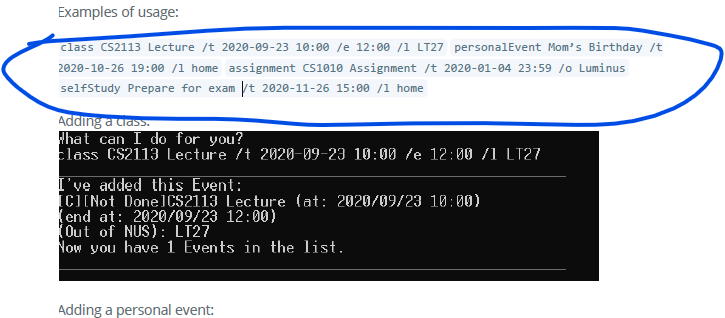 Examples of usage:
class CS2113 Lecture /t 2020-09-23 10:00 /e 12:00 /l LT27 personalEvent Mom’s Birthday /t
2020-10-26 19:00 /l home assignment CS1010 Assignment /t 2020-01-04 23:59 /o Luminus
selfStudy Prepare for exam /t 2020-11-26 15:00 /l home
Adding a class:
What can I do for you?
class CS2113 Lecture /t 2020-09-23 10:00 /e 12:00 /l LT27
I've added this Event:
[C][Not Done]CS2113 Lecture (at: 2020/09/23 10:00)
(end at: 2020/09/23 12:00)
(Out of NUS): LT27
Now you have 1 Events in the list.
Adding a personal event: